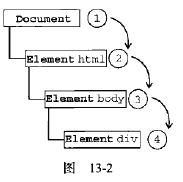 Document ①
Element html ②
Element body ③
Element div ④
图 13-2